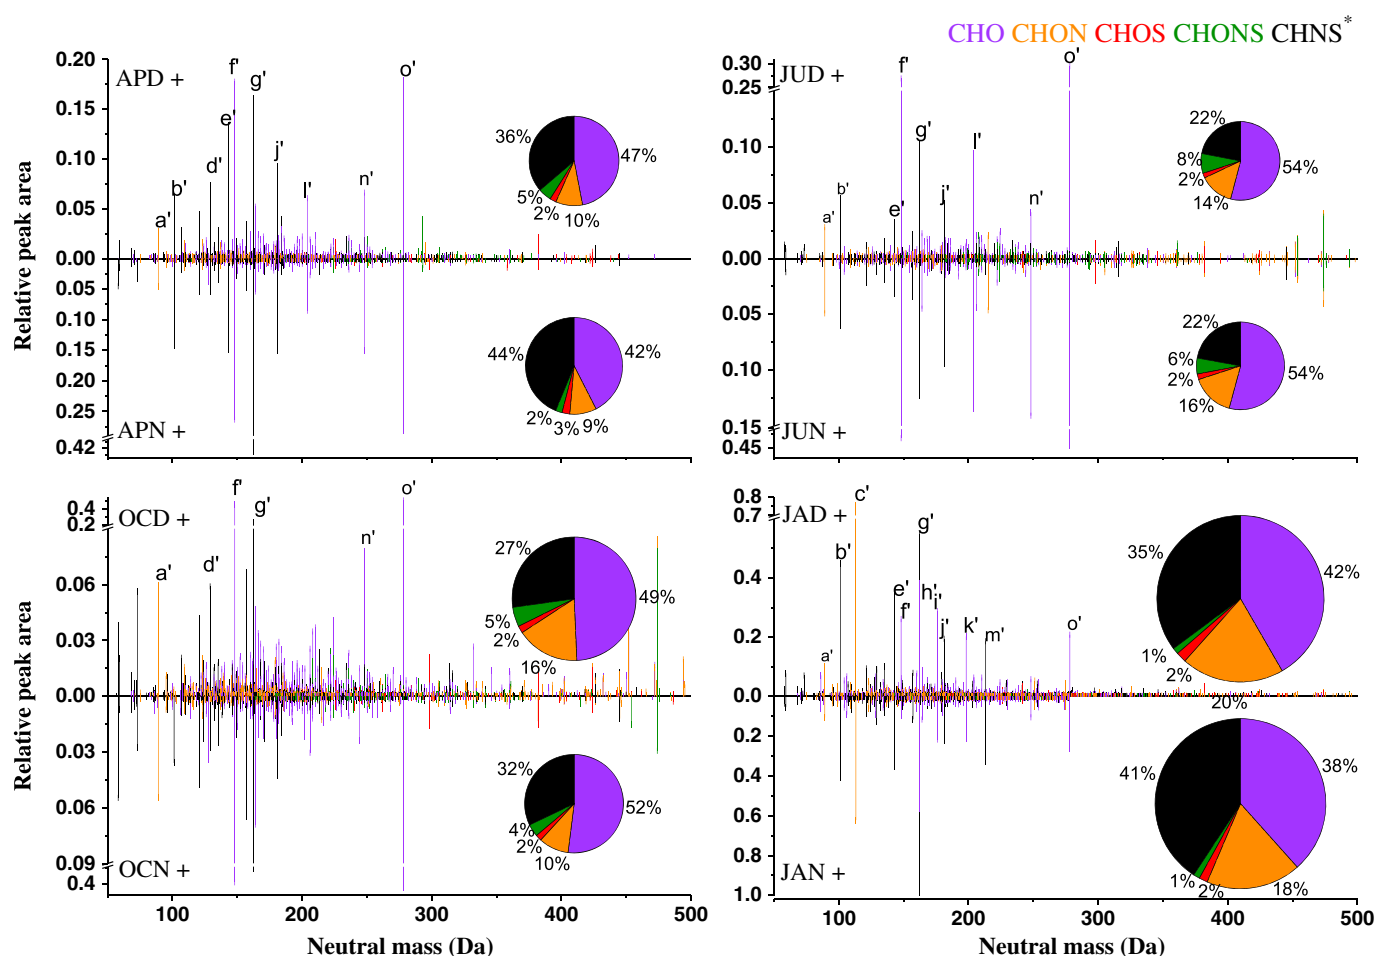 CHO CHON CHOS CHONS CHNS*
APD +
0.20
0.15
0.10
0.05
0.00
0.05
0.10
0.15
0.20
0.25
0.42
APN +
Relative peak area
a' b' d' e' f' g' j' l' n' o'
36% 47% 5% 2% 10%
44% 42% 2% 3% 9%
JUD +
0.30
0.25
0.10
0.05
0.00
0.05
0.10
0.15
0.45
JUN +
a' b' e' f' g' j' l' n' o'
22% 54% 8% 2% 14%
22% 54% 6% 2% 16%
OCD +
0.4
0.2
0.06
0.03
0.00
0.03
0.06
0.09
0.4
OCN +
Relative peak area
a' d' f' g' n' o'
27% 49% 5% 2% 16%
32% 52% 4% 2% 10%
100 200 300 400 500
Neutral mass (Da)
JAD +
0.8
0.7
0.4
0.2
0.0
0.2
0.4
0.6
0.8
1.0
JAN +
a' b' c' e' f' g' h' i' j' k' m' o'
35% 42% 1% 2% 20%
41% 38% 1% 2% 18%
100 200 300 400 500
Neutral mass (Da)